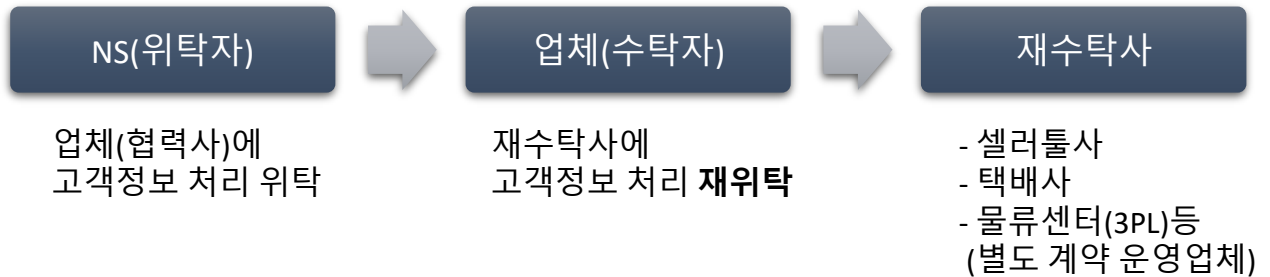 NS(위탁자)
업체(수탁자)
재수탁사
업체(협력사)에
고객정보 처리 위탁
재수탁사에
고객정보 처리 재위탁
- 셀러툴사
- 택배사
- 물류센터(3PL)등
(별도 계약 운영업체)